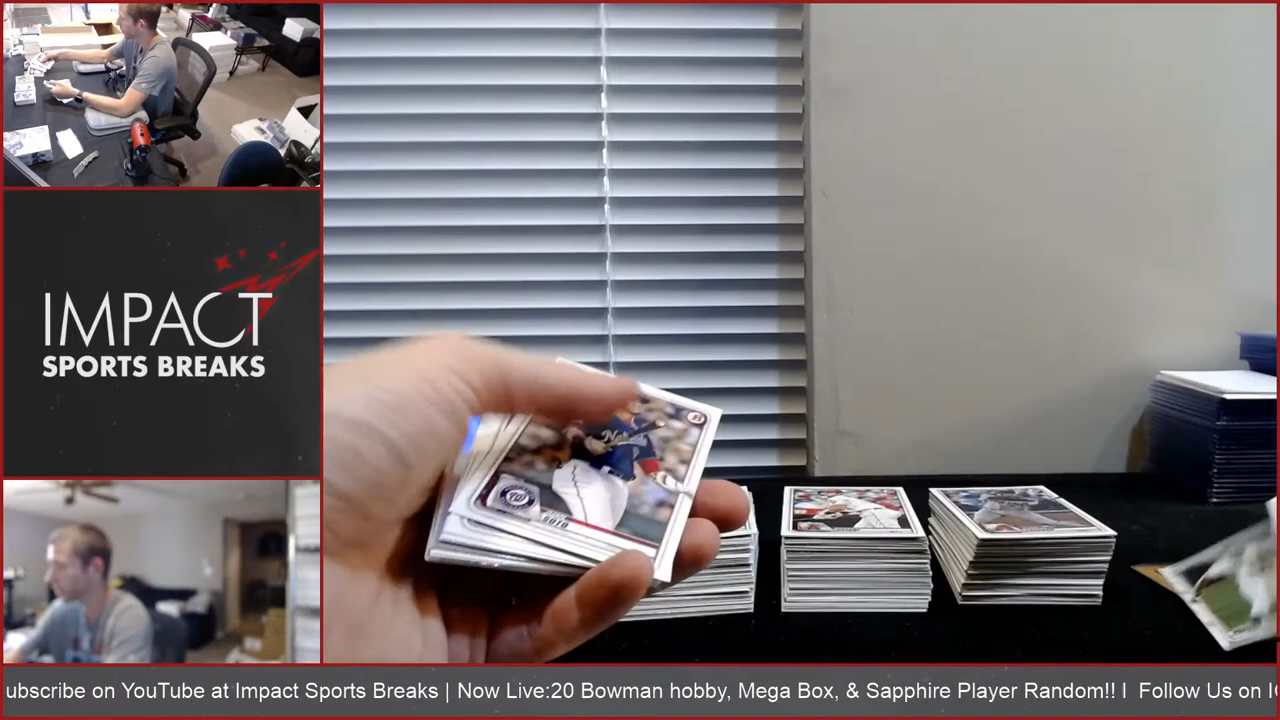 IMPACT
SPORTS BREAKS
SOTO
W
ubscribe on YouTube at Impact Sports Breaks | Now Live:20 Bowman hobby, Mega Box, & Sapphire Player Random!! I Follow Us on I